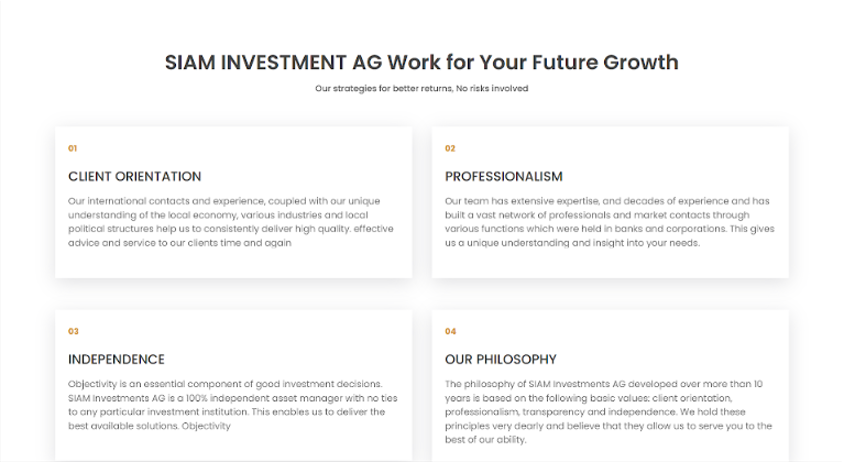 SIAM INVESTMENT AG Work for Your Future Growth
Our strategies for better returns, No risks involved
01
CLIENT ORIENTATION
Our international contacts and experience, coupled with our unique
understanding of the local economy, various industries and local
political structures help us to consistently deliver high quality. effective
advice and service to our clients time and again
02
PROFESSIONALISM
Our team has extensive expertise, and decades of experience and has
built a vast network of professionals and market contacts through
various functions which were held in banks and corporations. This gives
us a unique understanding and insight into your needs.
03
INDEPENDENCE
Objectivity is an essential component of good investment decisions.
SIAM Investments AG is a 100% independent asset manager with no ties
to any particular investment institution. This enables us to deliver the
best available solutions. Objectivity
04
OUR PHILOSOPHY
The philosophy of SIAM Investments AG developed over more than 10
years is based on the following basic values: client orientation,
professionalism, transparency and independence. We hold these
principles very dearly and believe that they allow us to serve you to the
best of our ability.